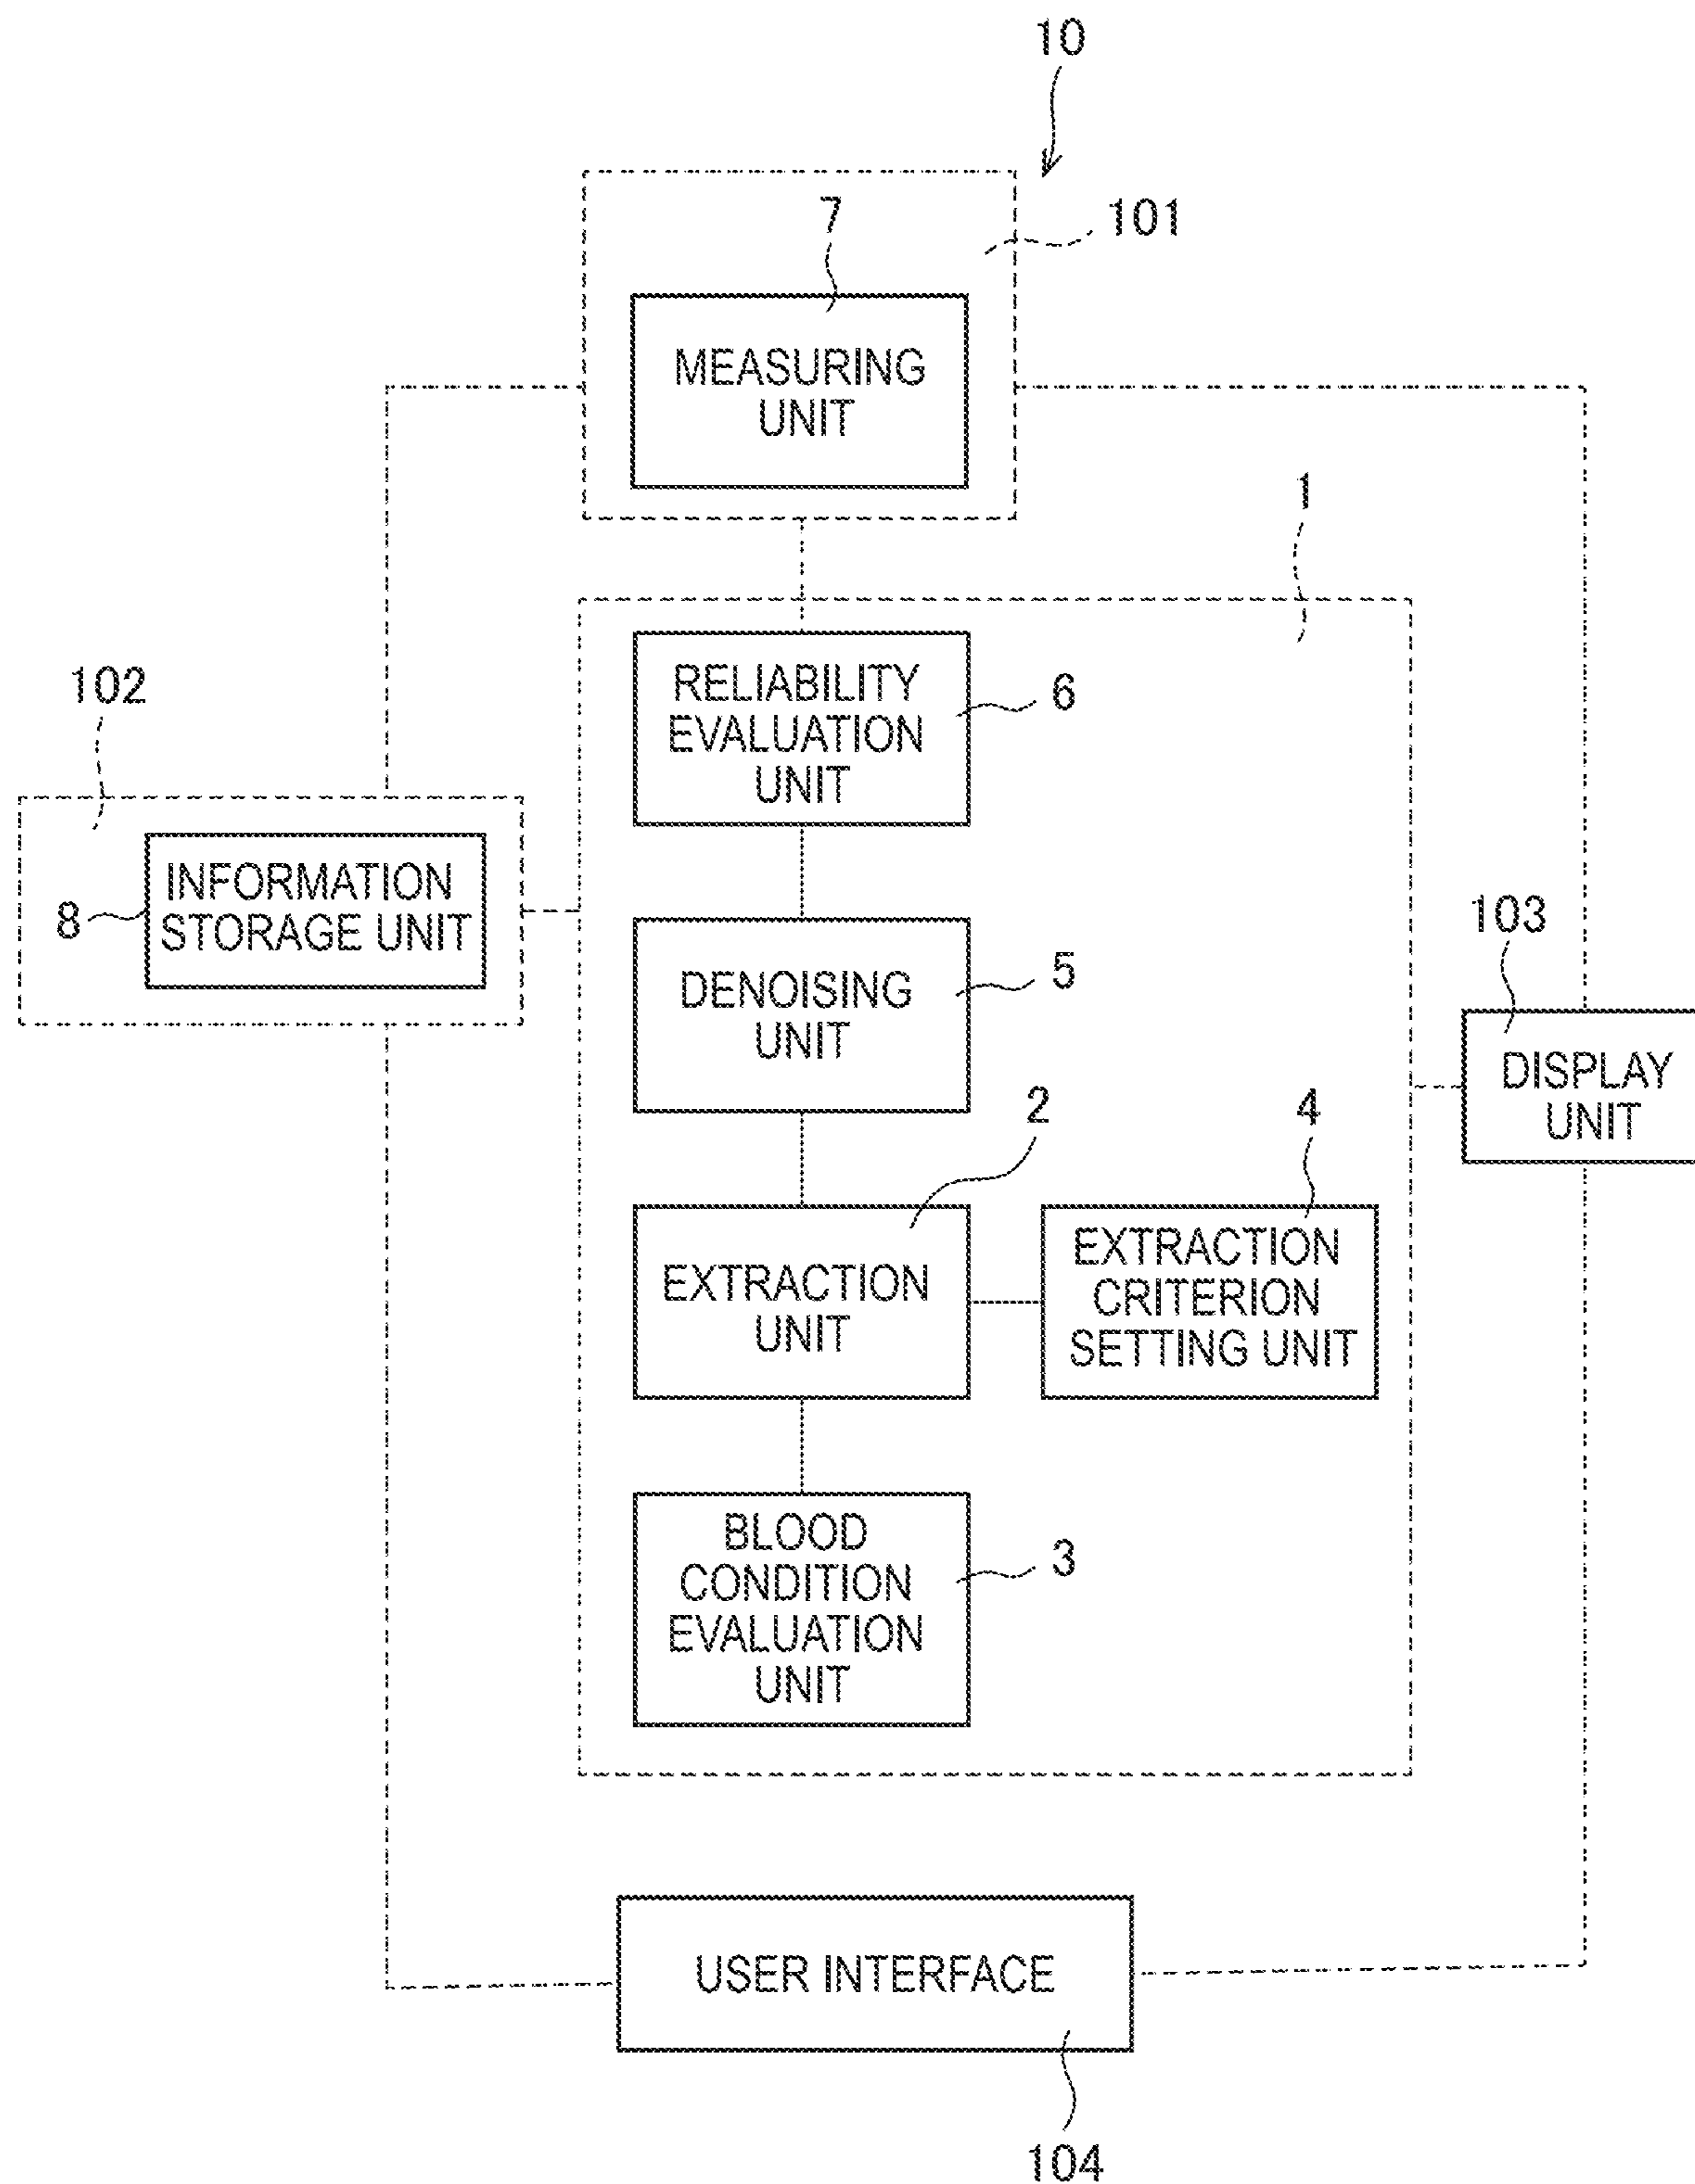 10
101
7
MEASURING
UNIT
1
RELIABILITY
EVALUATION
UNIT
6
102
INFORMATION
STORAGE UNIT
8
DENOISING
UNIT
5
103
DISPLAY
UNIT
2
4
EXTRACTION
UNIT
EXTRACTION
CRITERION
SETTING UNIT
BLOOD
CONDITION
EVALUATION
UNIT
3
USER INTERFACE
104